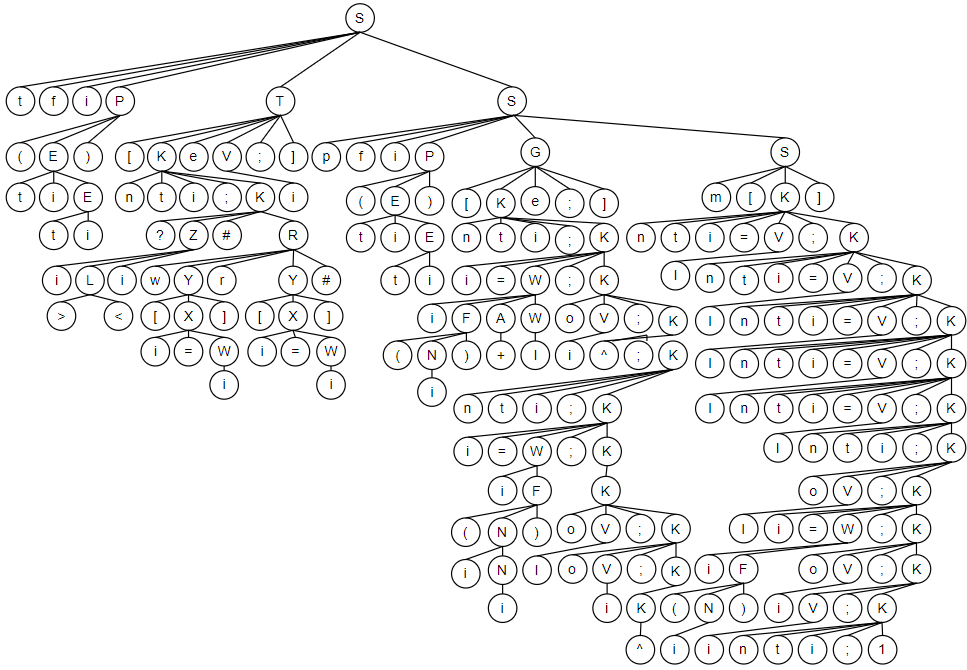 S
t f i P T S
( E ) [ K e V ; ] p f i P G S
t i E n t i ; K i ( E ) [ K e ; ] m [ K ]
t i ? Z # R t i E n t i ; K n t i = V ; K
i L i w Y r Y # t i i = W ; K l n t i = V ; K
> < [ X ] [ X ] i F A W o V ; K l n t i = V ; K
i = W i = W ( N ) + l i ^ ; K l n t i = V ; K
i i i
n t i ; K l n t i = V ; K
i = W ; K l n t i ; K
i F K o V ; K
( N ) o V ; K l i = W ; K
i N l o V ; K i F o V ; K
i i K ( N ) i V ; K
^ i i n t i ; 1